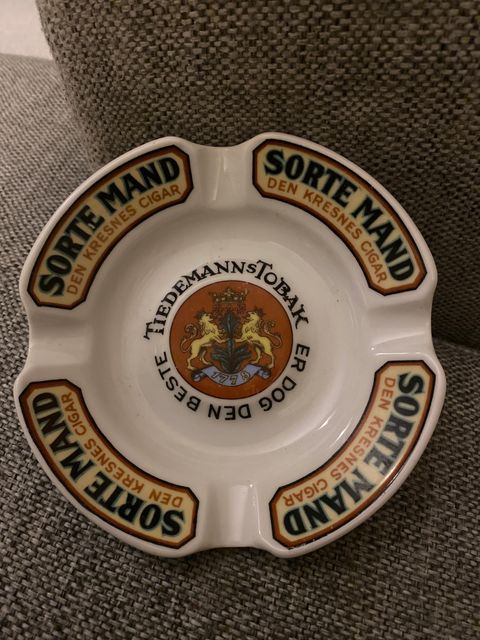 SORTE MAND
DEN KRESNES CIGAR
SORTE MAND
DEN KRESNES CIGAR
TIEDEMANNS TOBAK
ER DOG DEN BESTE
1778
SORTE MAND
DEN KRESNES CIGAR
SORTE MAND
DEN KRESNES CIGAR